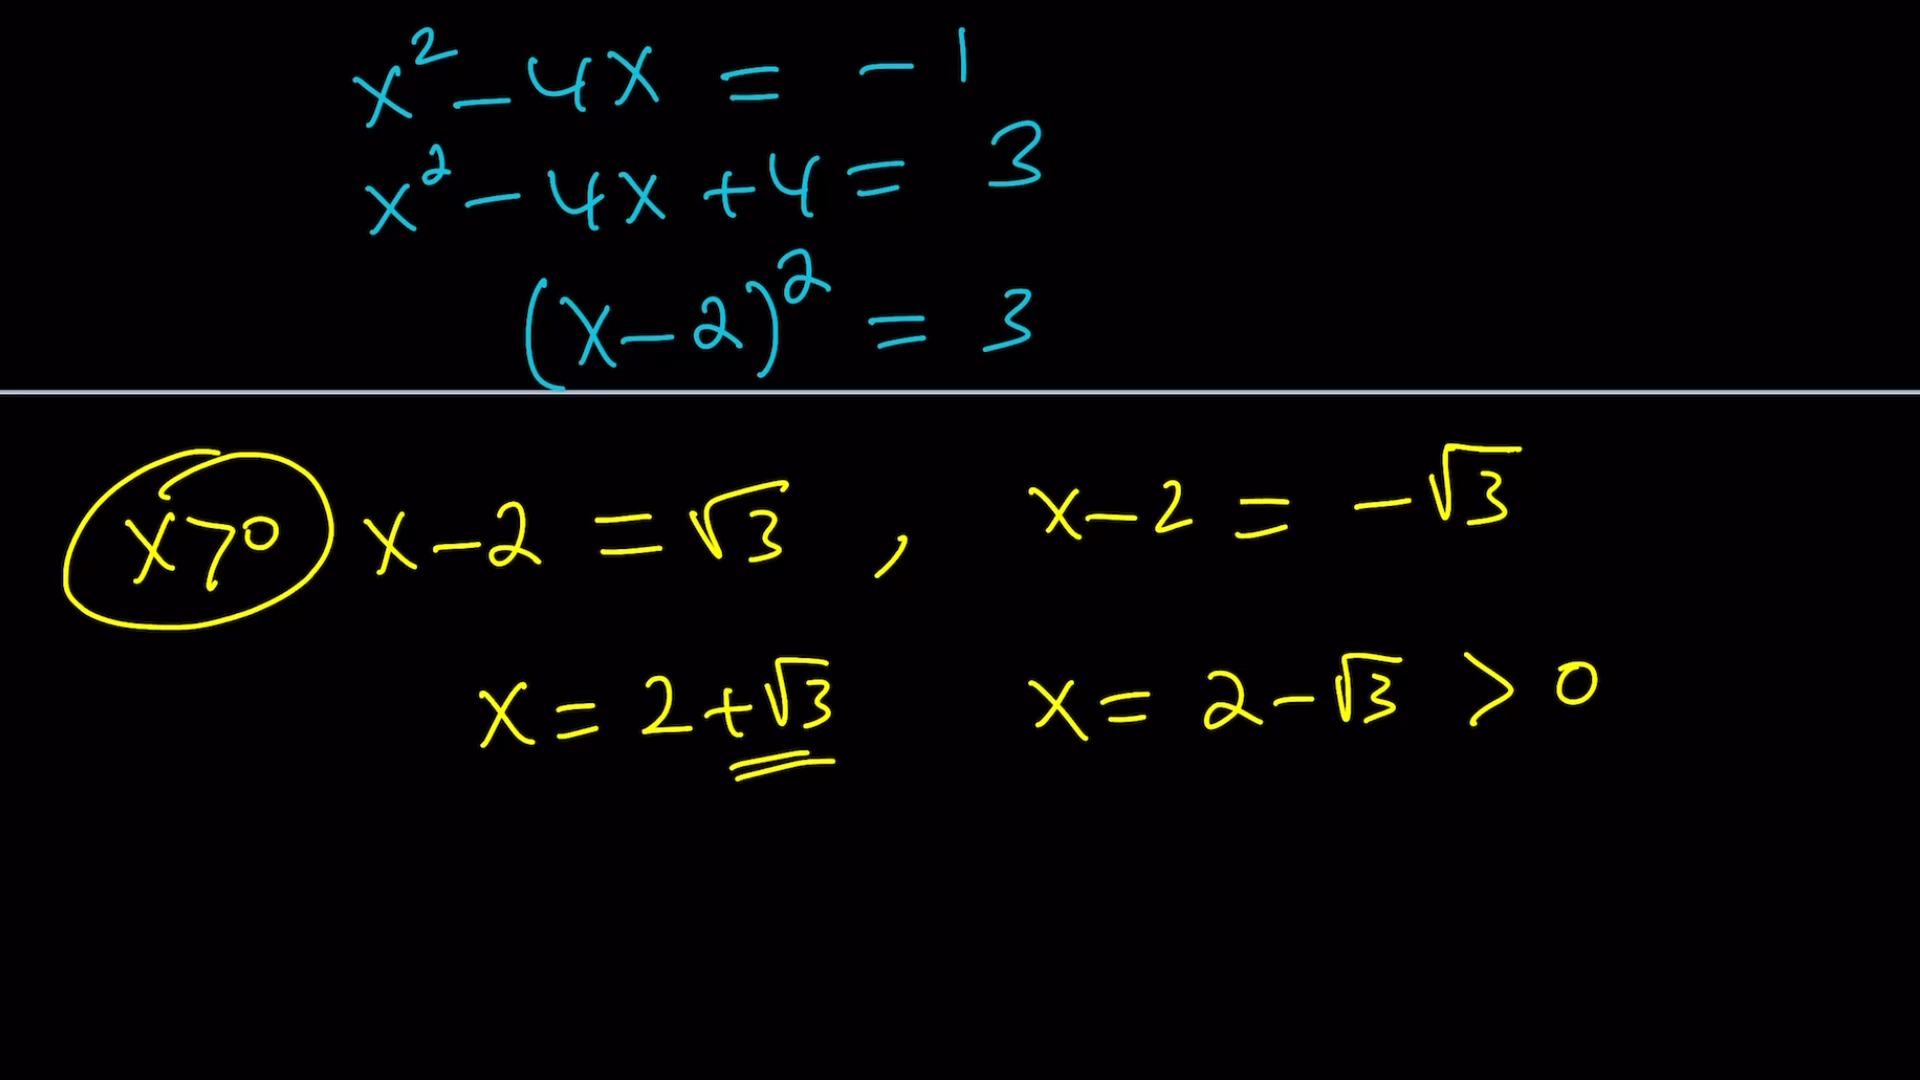 x² - 4x = - 1
x² - 4x + 4 = 3
(x - 2)² = 3
x > 0 x - 2 = √3 , x - 2 = - √3
x = 2 + √3 x = 2 - √3 > 0